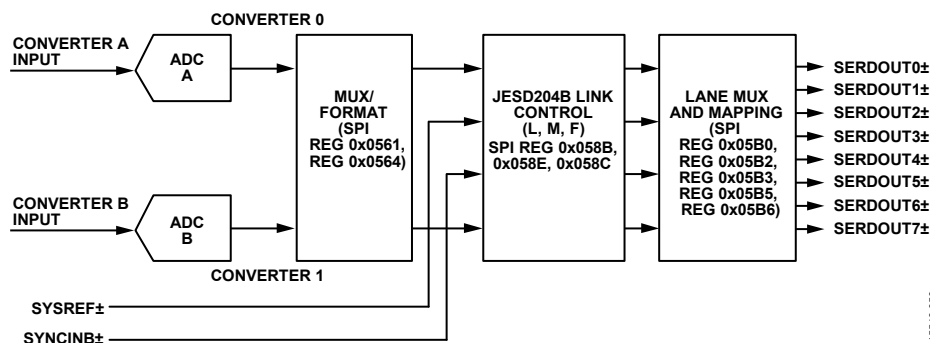 CONVERTER 0
CONVERTER A
INPUT
ADC
A
MUX/
FORMAT
(SPI
REG 0x0561,
REG 0x0564)
JESD204B LINK
CONTROL
(L, M, F)
SPI REG 0x058B,
0x058E, 0x058C
LANE MUX
AND MAPPING
(SPI
REG 0x05B0,
REG 0x05B2,
REG 0x05B3,
REG 0x05B5,
REG 0x05B6)
SERDOUT0±
SERDOUT1±
SERDOUT2±
SERDOUT3±
SERDOUT4±
SERDOUT5±
SERDOUT6±
SERDOUT7±
CONVERTER B
INPUT
ADC
B
CONVERTER 1
SYSREF±
SYNCINB±